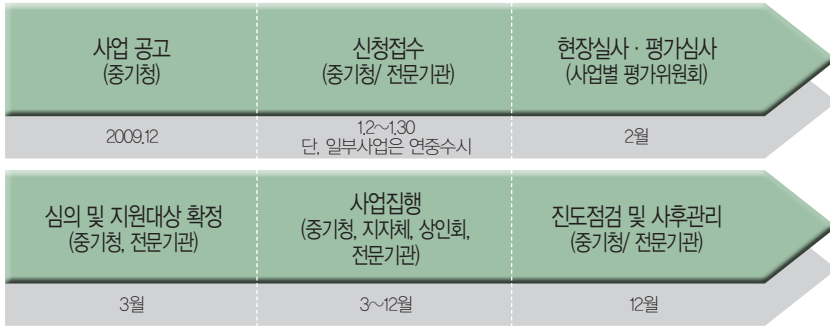 사업 공고
(중기청)
신청접수
(중기청/ 전문기관)
현장실사 · 평가심사
(사업별 평가위원회)
2009.12
1.2~1.30
단, 일부사업은 연중수시
2월
심의 및 지원대상 확정
(중기청, 전문기관)
사업집행
(중기청, 지자체, 상인회,
전문기관)
진도점검 및 사후관리
(중기청/ 전문기관)
3월
3~12월
12월